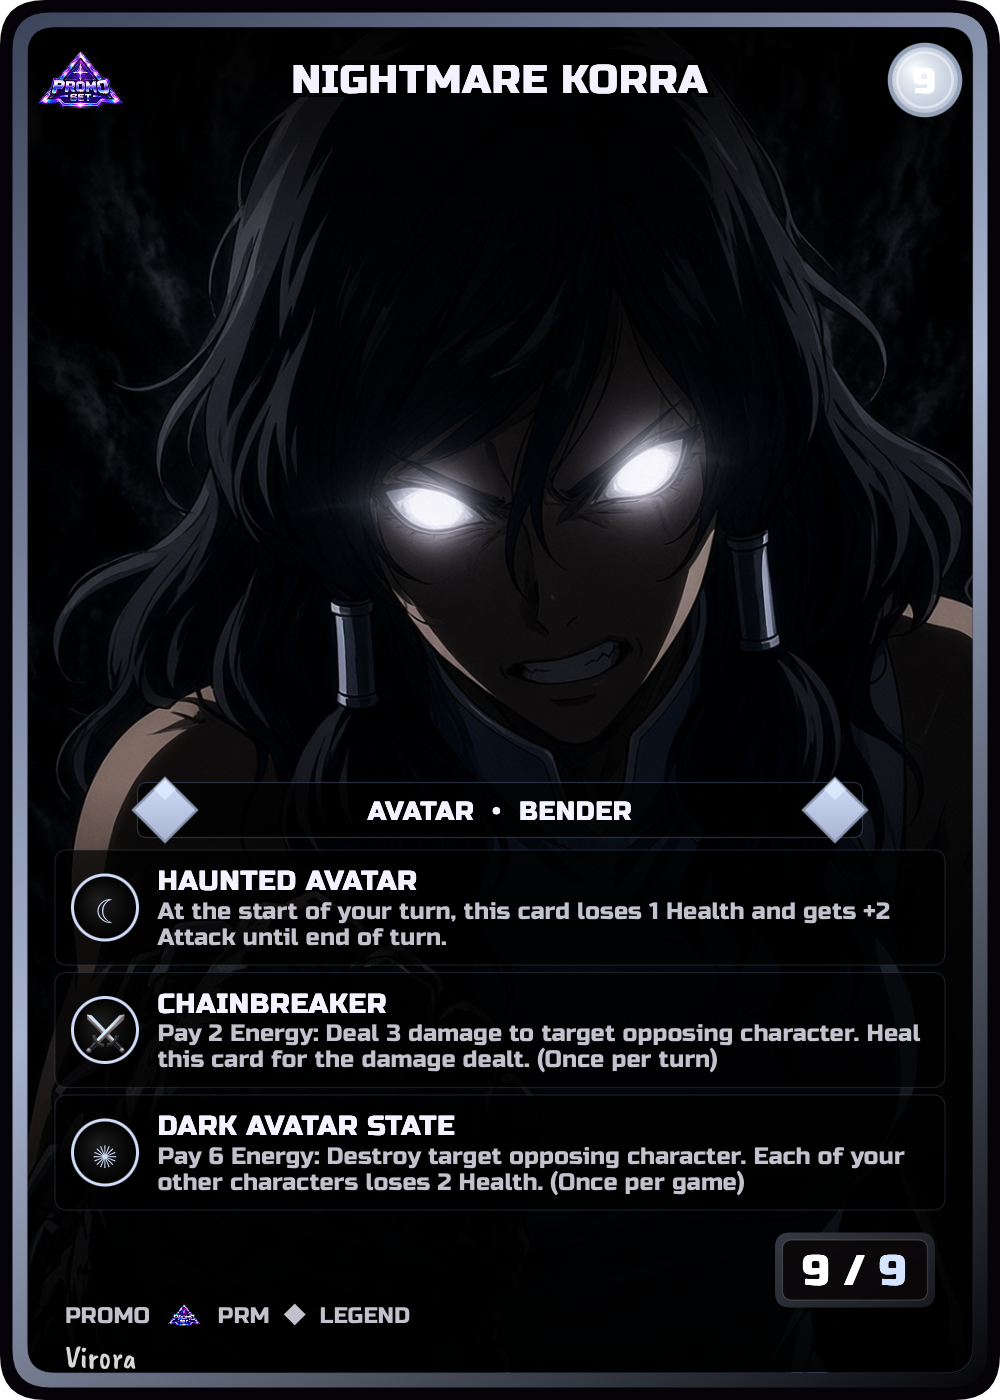 PROMO
SET
NIGHTMARE KORRA
9
AVATAR • BENDER
HAUNTED AVATAR
At the start of your turn, this card loses 1 Health and gets +2
Attack until end of turn.
CHAINBREAKER
Pay 2 Energy: Deal 3 damage to target opposing character. Heal
this card for the damage dealt. (Once per turn)
DARK AVATAR STATE
Pay 6 Energy: Destroy target opposing character. Each of your
other characters loses 2 Health. (Once per game)
9 / 9
PROMO PRM ◆ LEGEND
Virora